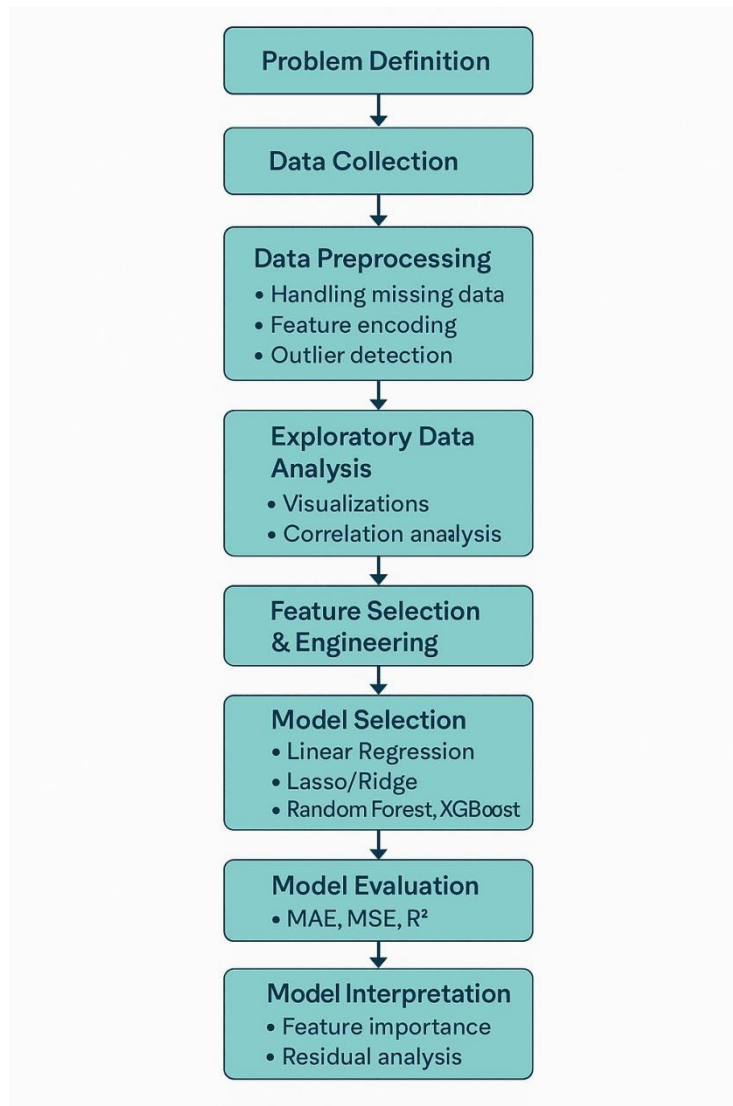 Problem Definition
Data Collection
Data Preprocessing
• Handling missing data
• Feature encoding
• Outlier detection
Exploratory Data
Analysis
• Visualizations
• Correlation anaalysis
Feature Selection
& Engineering
Model Selection
• Linear Regression
• Lasso/Ridge
• Random Forest, XGBoost
Model Evaluation
• MAE, MSE, R²
Model Interpretation
• Feature importance
• Residual analysis